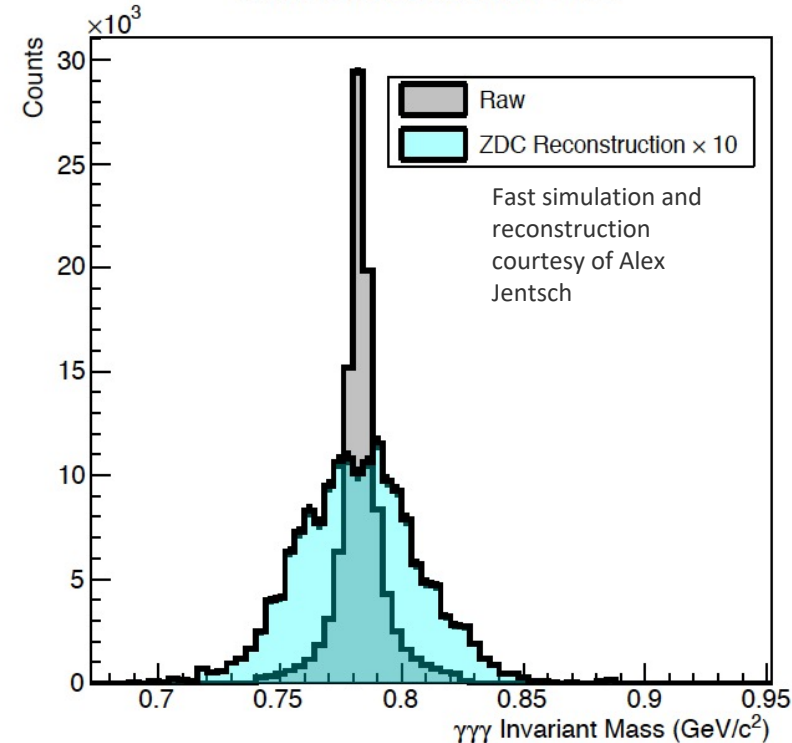 ×10³
Counts
30
25
20
15
10
5
0
Raw
ZDC Reconstruction × 10
Fast simulation and
reconstruction
courtesy of Alex
Jentsch
0.7 0.75 0.8 0.85 0.9 0.95
γγγ Invariant Mass (GeV/c²)